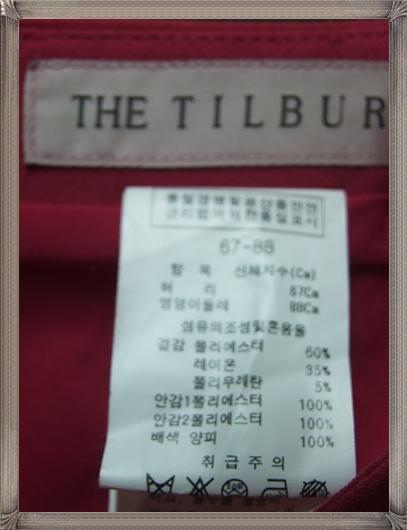 THE TILBUR
67-88
항 목 신체치수(Ca)
허 리 67Ca
엉덩이둘레 88Ca
섬유의조성및혼용율
겉감 폴리에스터 60%
레이온 35%
폴리우레탄 5%
안감1폴리에스터 100%
안감2폴리에스터 100%
배색 양피 100%
취 급 주 의